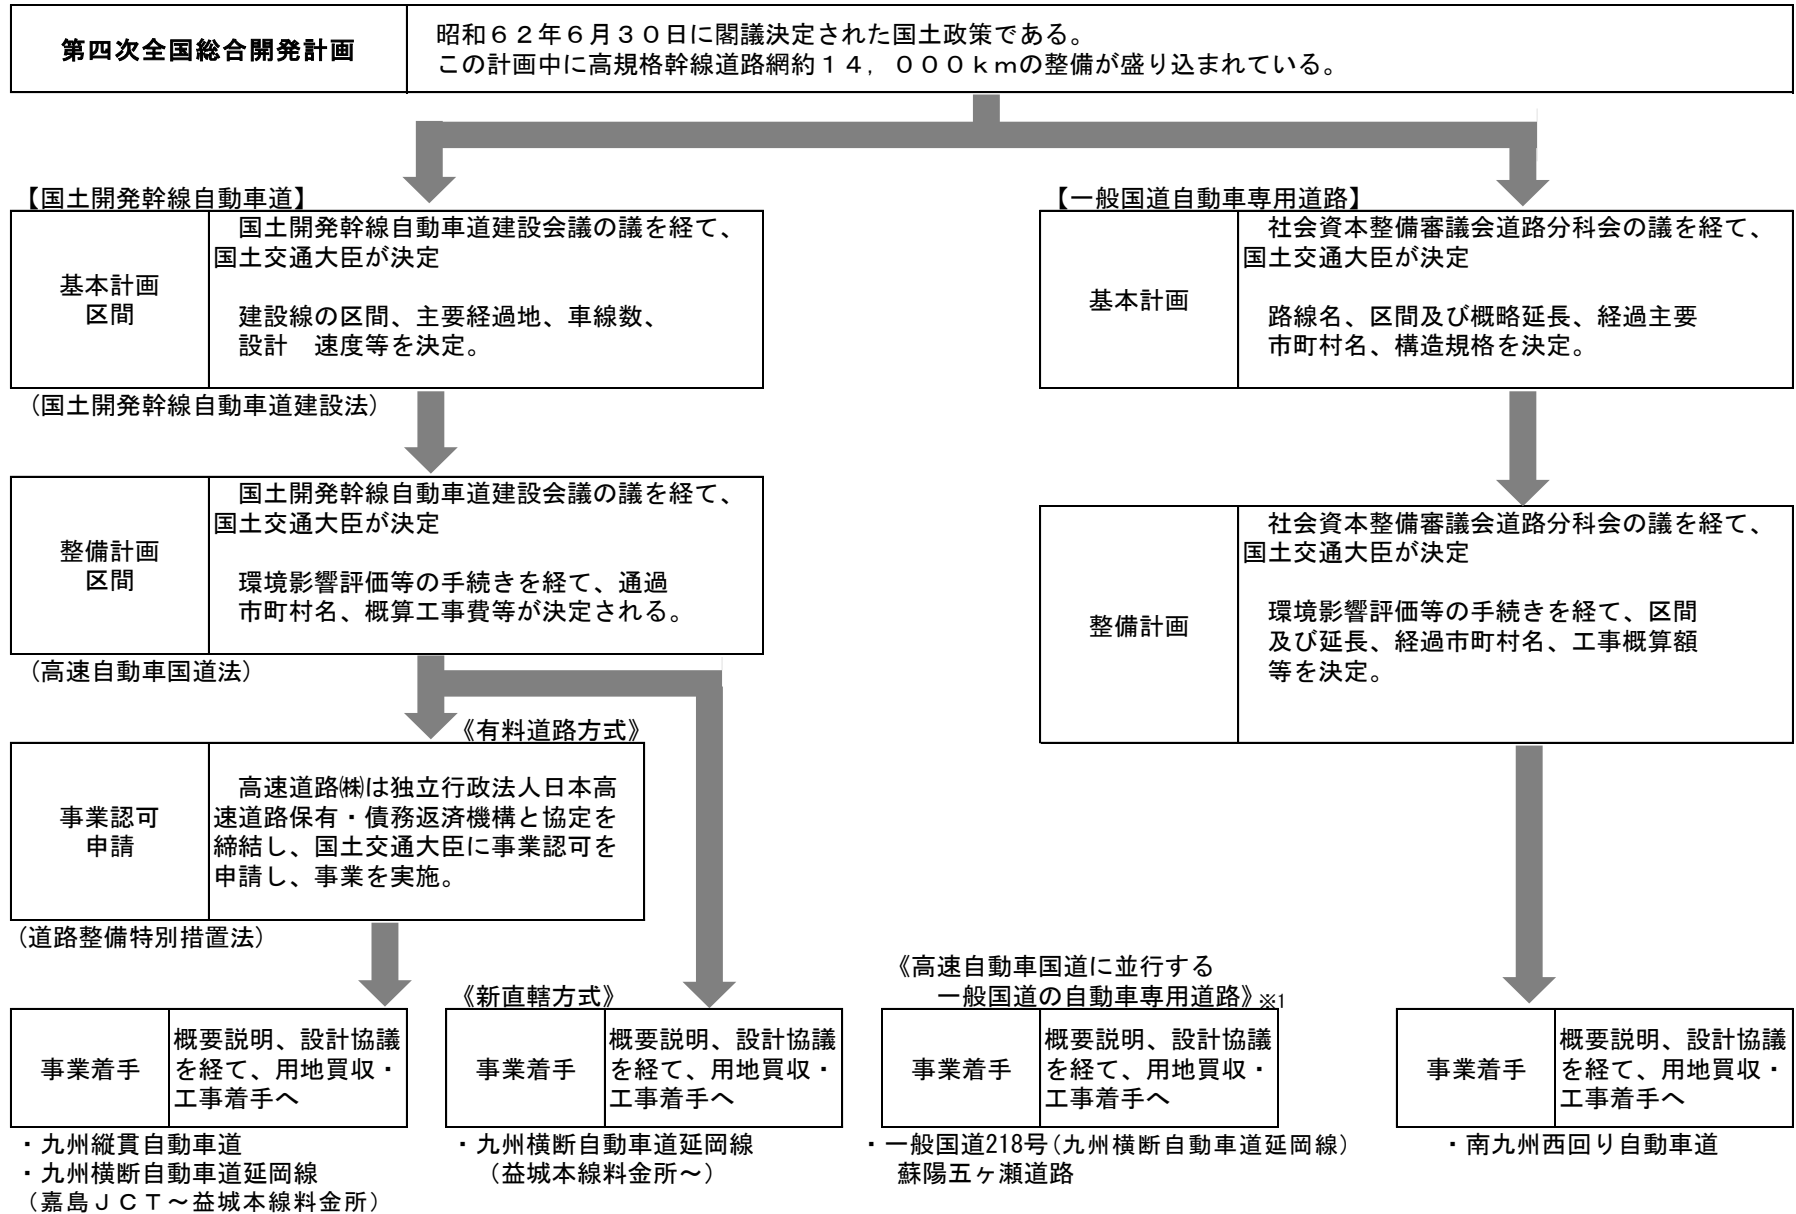 第四次全国総合開発計画
昭和６２年６月３０日に閣議決定された国土政策である。
この計画中に高規格幹線道路網約１４，０００ｋｍの整備が盛り込まれている。
【国土開発幹線自動車道】
基本計画
区間
国土開発幹線自動車道建設会議の議を経て、
国土交通大臣が決定
建設線の区間、主要経過地、車線数、
設計　速度等を決定。
（国土開発幹線自動車道建設法）
整備計画
区間
国土開発幹線自動車道建設会議の議を経て、
国土交通大臣が決定
環境影響評価等の手続きを経て、通過
市町村名、概算工事費等が決定される。
（高速自動車国道法）
《有料道路方式》
事業認可
申請
高速道路㈱は独立行政法人日本高
速道路保有・債務返済機構と協定を
締結し、国土交通大臣に事業認可を
申請し、事業を実施。
（道路整備特別措置法）
【一般国道自動車専用道路】
基本計画
社会資本整備審議会道路分科会の議を経て、
国土交通大臣が決定
路線名、区間及び概略延長、経過主要
市町村名、構造規格を決定。
整備計画
社会資本整備審議会道路分科会の議を経て、
国土交通大臣が決定
環境影響評価等の手続きを経て、区間
及び延長、経過市町村名、工事概算額
等を決定。
事業着手
概要説明、設計協議
を経て、用地買収・
工事着手へ
・九州縦貫自動車道
・九州横断自動車道延岡線
（嘉島ＪＣＴ～益城本線料金所）
《新直轄方式》
事業着手
概要説明、設計協議
を経て、用地買収・
工事着手へ
・九州横断自動車道延岡線
（益城本線料金所～）
《高速自動車国道に並行する
一般国道の自動車専用道路》※1
事業着手
概要説明、設計協議
を経て、用地買収・
工事着手へ
・一般国道218号（九州横断自動車道延岡線）
蘇陽五ヶ瀬道路
事業着手
概要説明、設計協議
を経て、用地買収・
工事着手へ
・南九州西回り自動車道